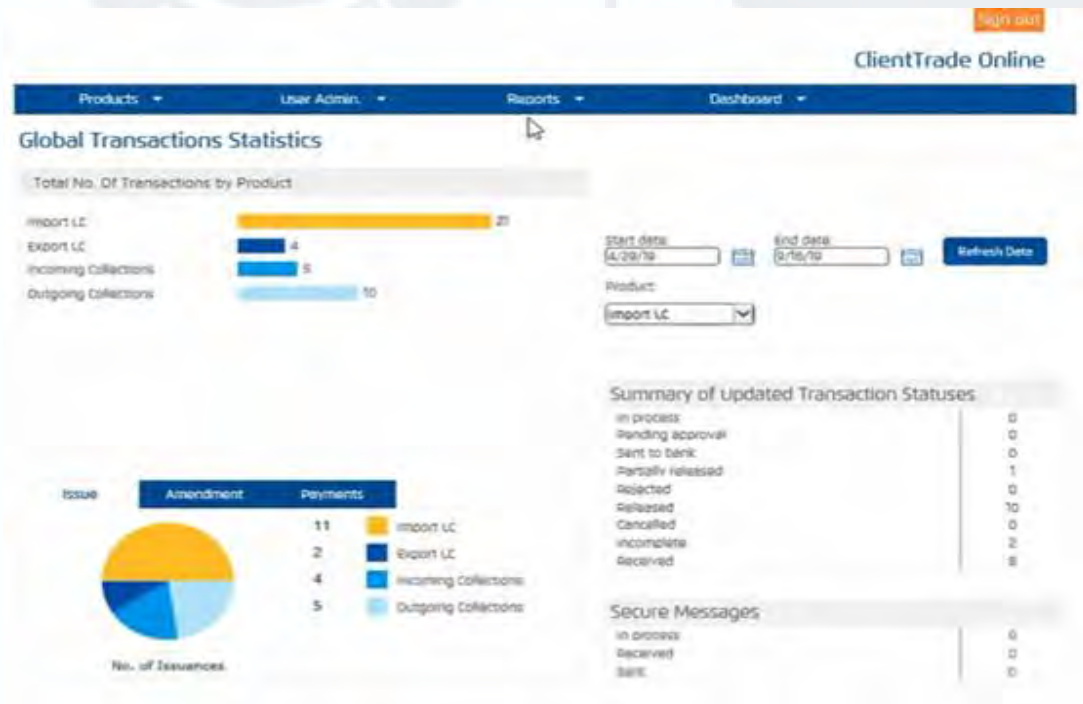 Sign out
ClientTrade Online
Products
User Admin.
Reports
Dashboard
Global Transactions Statistics
Total No. Of Transactions by Product
Import LC 21
Export LC 4
Incoming Collections 5
Outgoing Collections 10
Start date
End date
4/29/19
9/16/19
Refresh Data
Product
Import LC
Summary of Updated Transaction Statuses
In process 0
Pending approval 0
Sent to bank 0
Partially released 1
Rejected 0
Released 10
Cancelled 0
Incomplete 2
Received 8
Issue
Amendment
Payments
11 Import LC
2 Export LC
4 Incoming Collections
5 Outgoing Collections
No. of Issuances
Secure Messages
In process 0
Received 0
Sent 0